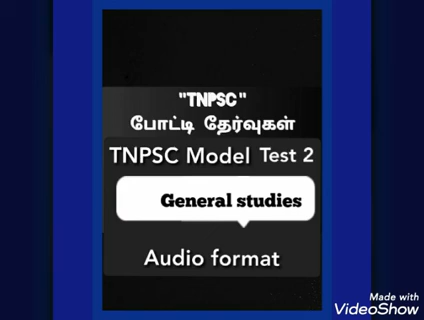 "TNPSC"
போட்டி தேர்வுகள்
TNPSC Model Test 2
General studies
Audio format
Made with
VideoShow